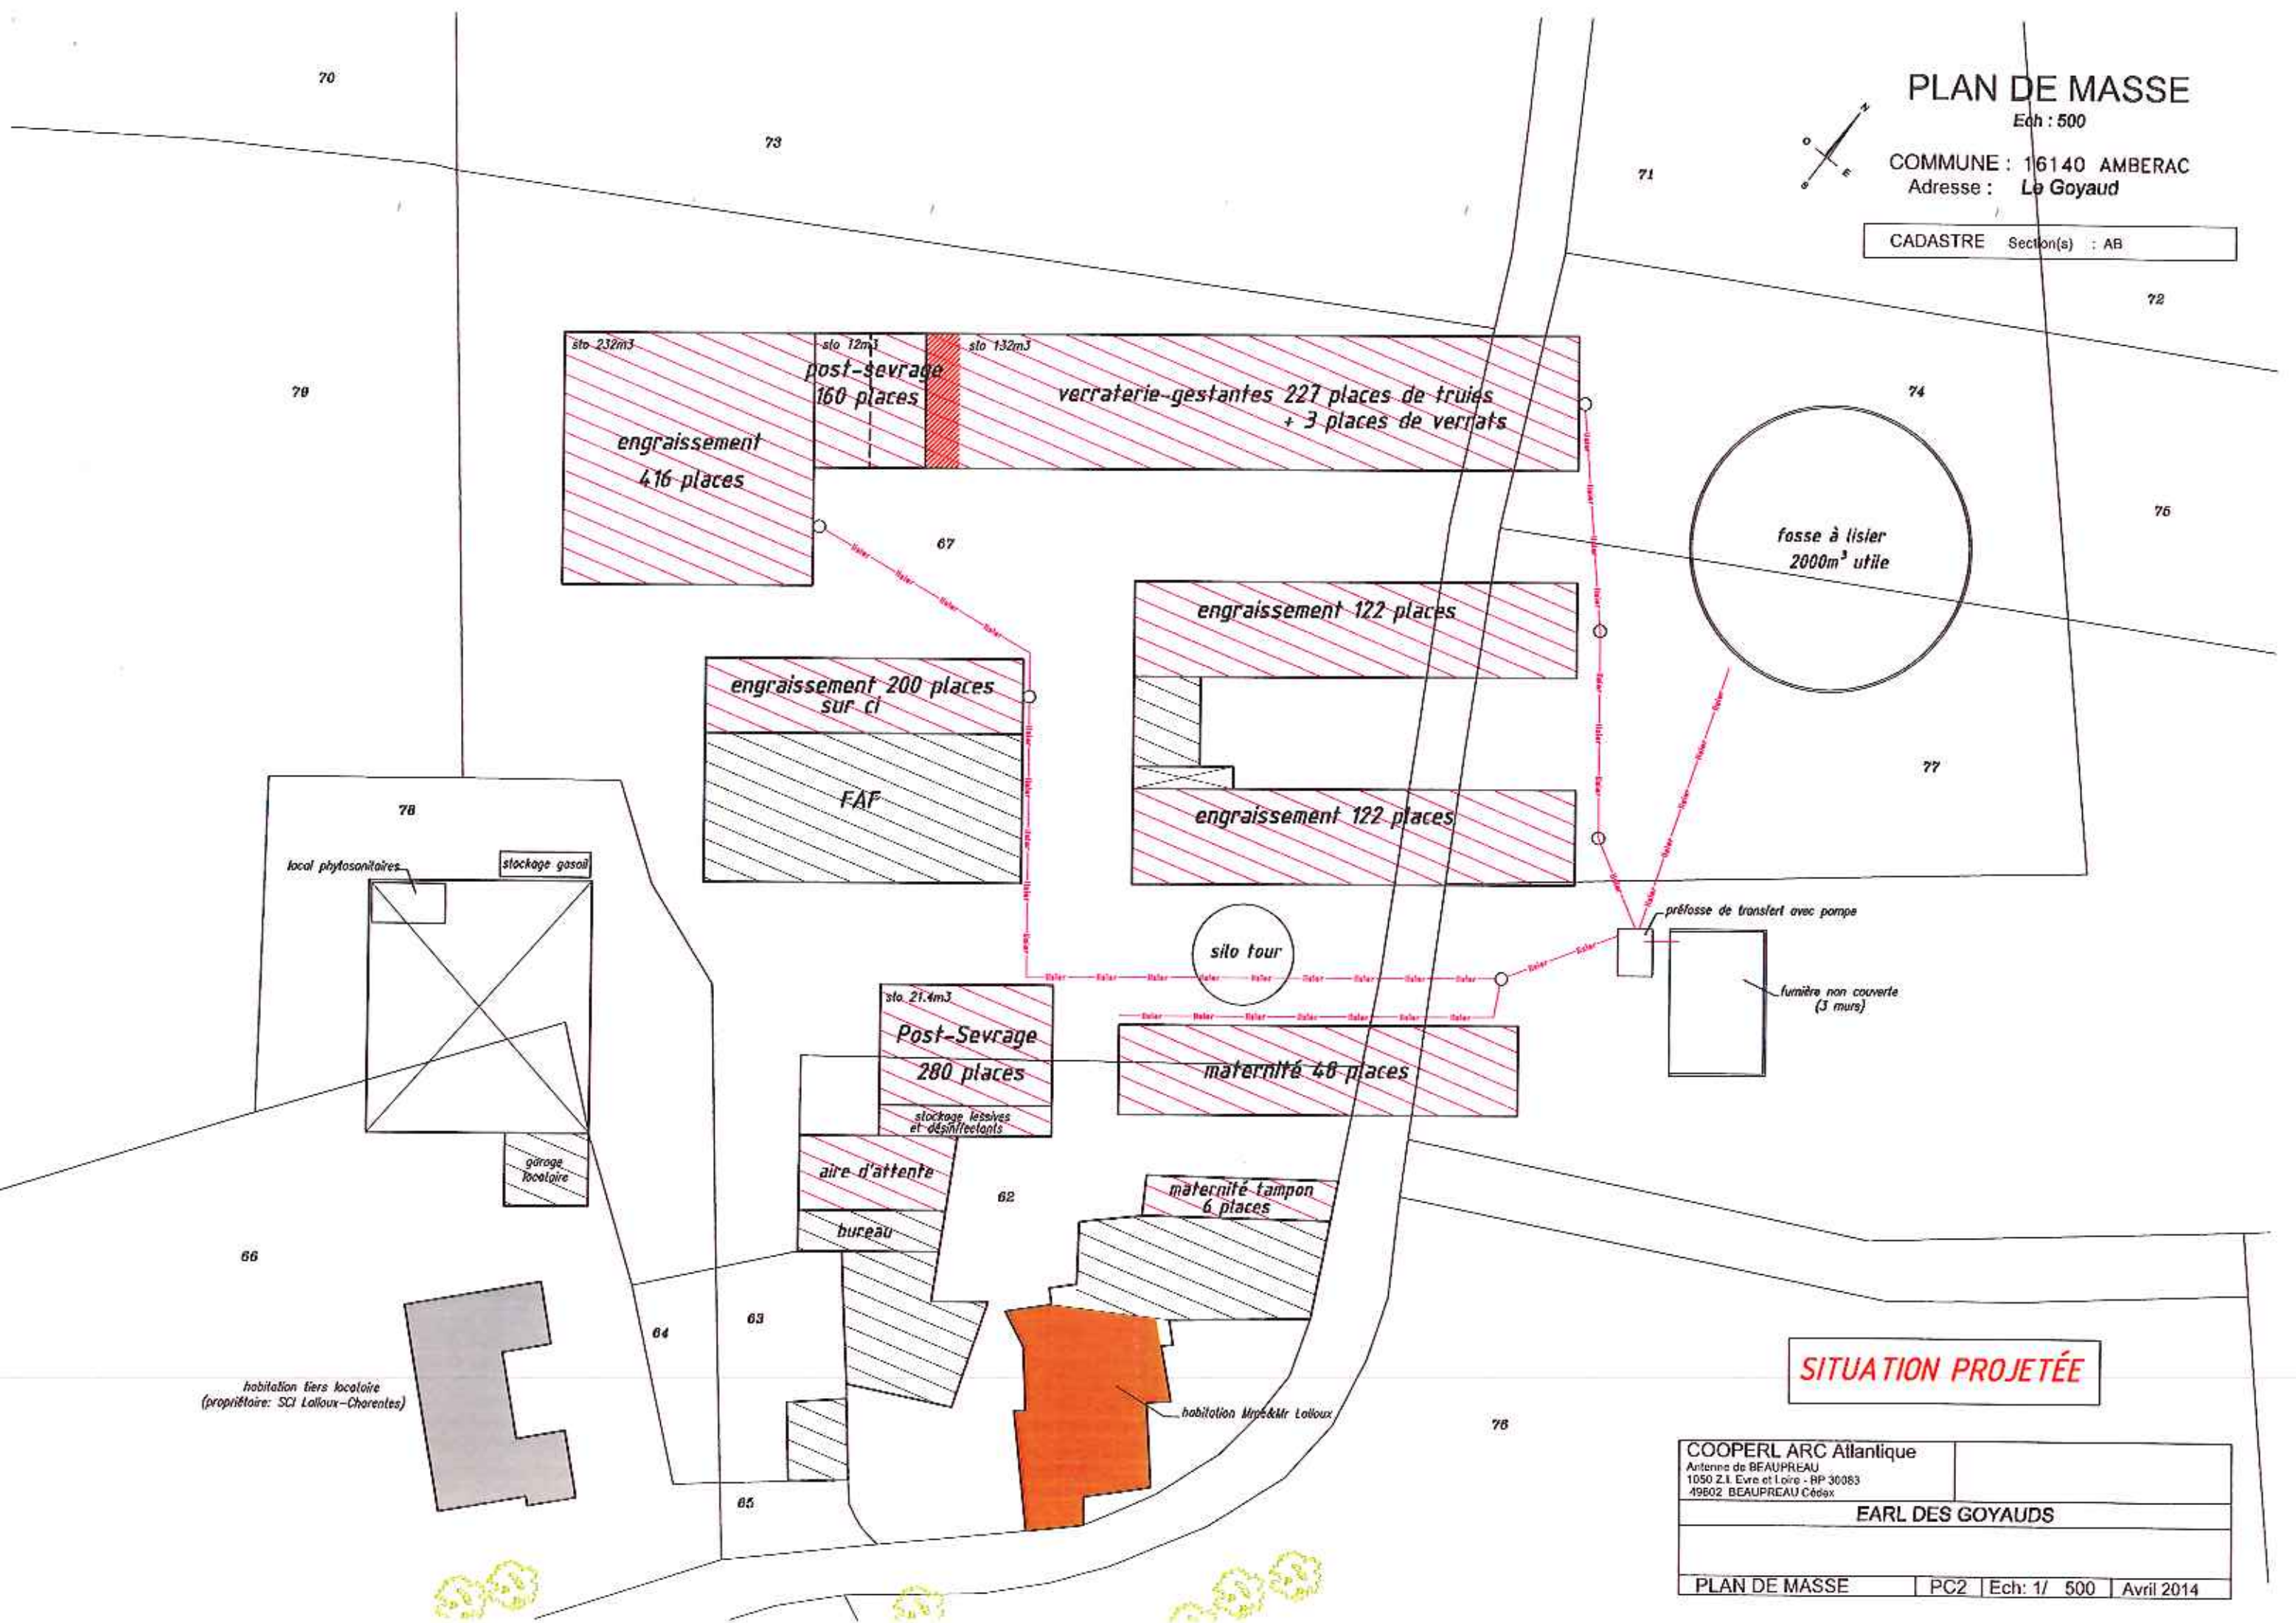 PLAN DE MASSE
Ech : 500
COMMUNE : 16140 AMBERAC
Adresse : Le Goyaud
CADASTRE Section(s) : AB
N
O
E
S
70
73
71
72
79
74
75
67
77
78
62
66
63
64
65
76
sto 232m3
engraissement
416 places
sto 12m3
post-sevrage
160 places
sto 132m3
verraterie-gestantes 227 places de truies
+ 3 places de verrats
fosse à lisier
2000m³ utile
engraissement 122 places
engraissement 200 places
sur ci
FAF
engraissement 122 places
local phytosanitaires
stockage gasoil
silo tour
préfosse de transfert avec pompe
fumière non couverte
(3 murs)
sto 21.4m3
Post-Sevrage
280 places
stockage lessives
et désinfectants
maternité 48 places
aire d'attente
bureau
garage
locataire
maternité tampon
6 places
habitation tiers locataire
(propriétaire: SCI Lalloux-Charentes)
habitation Mme&Mr Lalloux
lisier
SITUATION PROJETÉE
COOPERL ARC Atlantique
Antenne de BEAUPREAU
1050 Z.I. Evre et Loire - BP 30083
49602 BEAUPREAU Cédex
EARL DES GOYAUDS
PLAN DE MASSE PC2 Ech: 1/ 500 Avril 2014